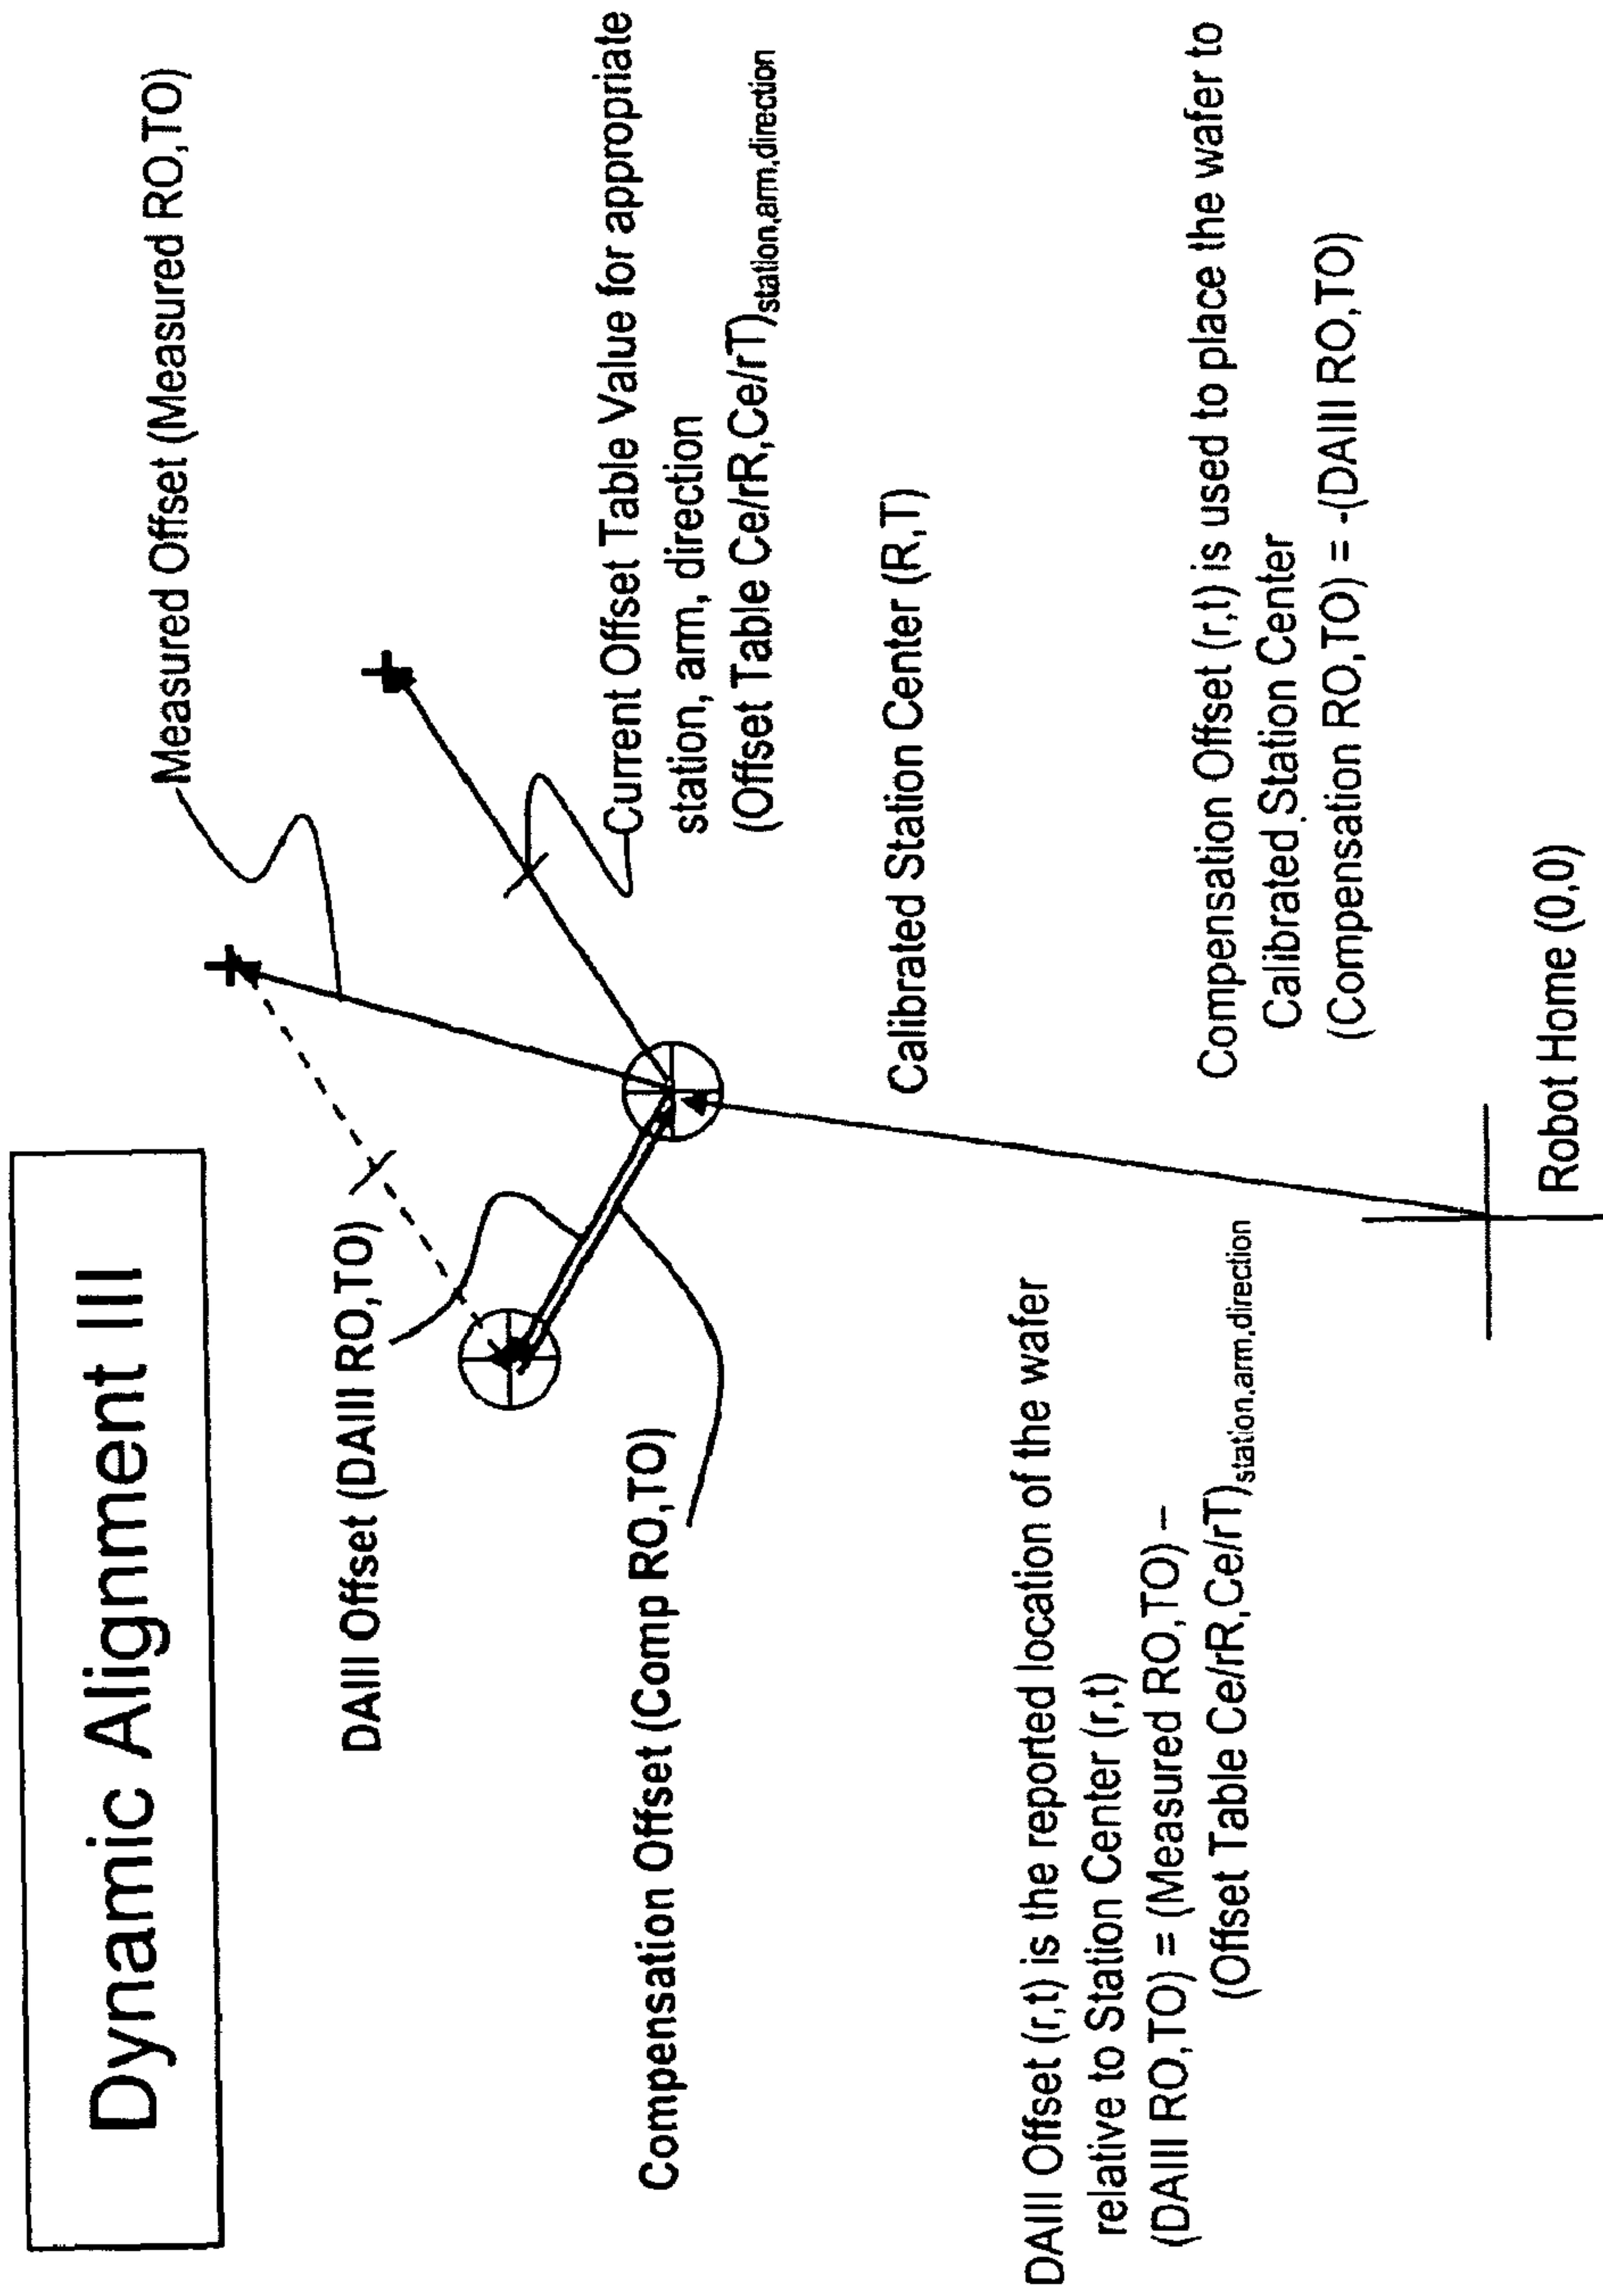 Dynamic Alignment III
Measured Offset (Measured RO,TO)
DAIII Offset (DAIII RO,TO)
Current Offset Table Value for appropriate
station, arm, direction
(Offset Table Ce/rR,Ce/rT)station,arm,direction
Compensation Offset (Comp RO,TO)
Calibrated Station Center (R,T)
DAIII Offset (r,t) is the reported location of the wafer
relative to Station Center (r,t)
(DAIII RO,TO) = (Measured RO,TO) –
(Offset Table Ce/rR,Ce/rT)station,arm,direction
Compensation Offset (r,t) is used to place the wafer to
Calibrated Station Center
(Compensation RO,TO) = -(DAIII RO,TO)
Robot Home (0,0)